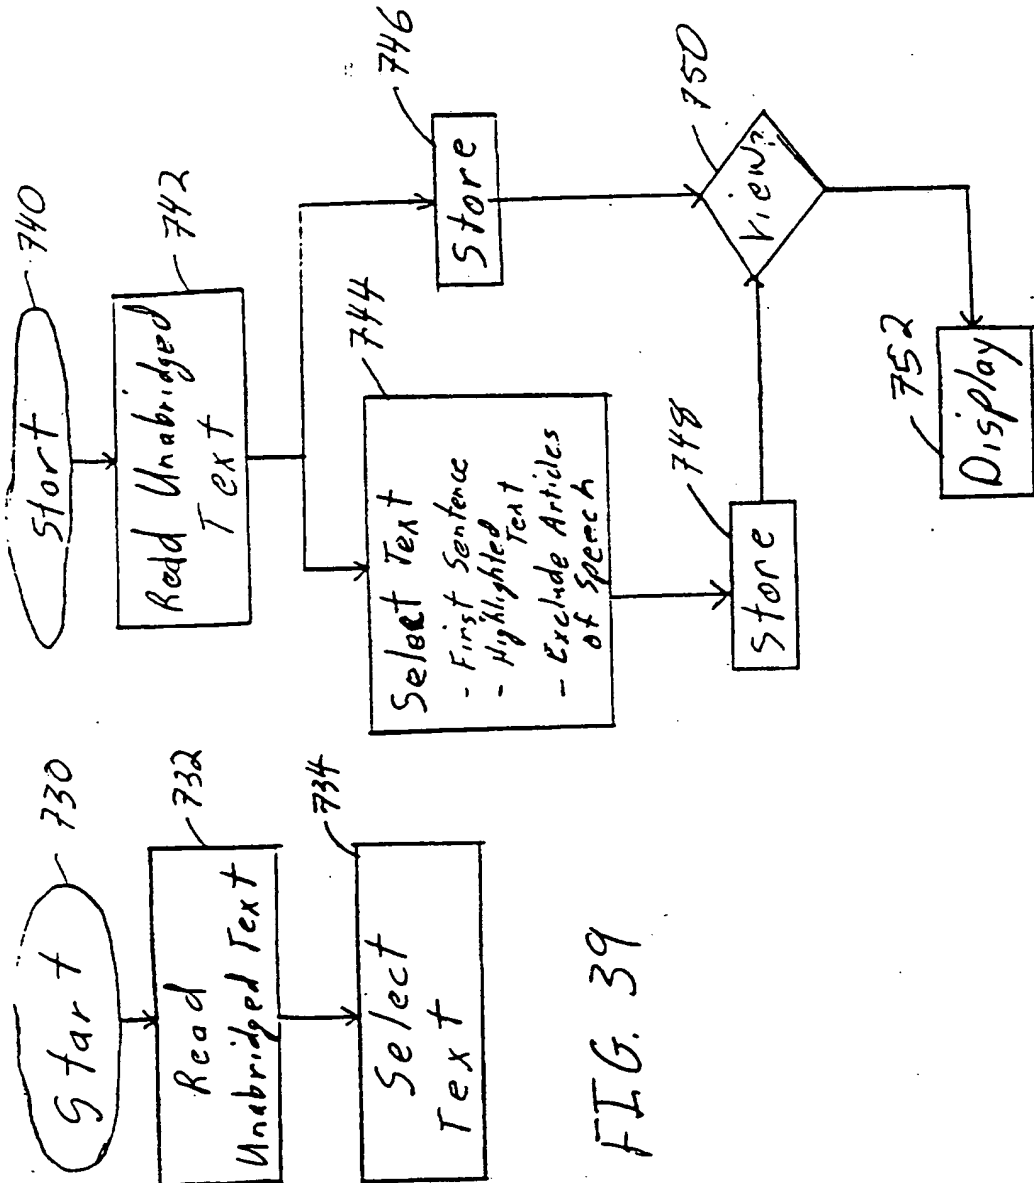 Start
730
Read
Unabridged Text
732
Select
Text
734
FIG. 39
Start
740
Read Unabridged
Text
742
Select Text
- First Sentence
- Highlighted
Text
- Exclude Articles
of Speech
744
Store
746
Store
748
View?
750
Display
752